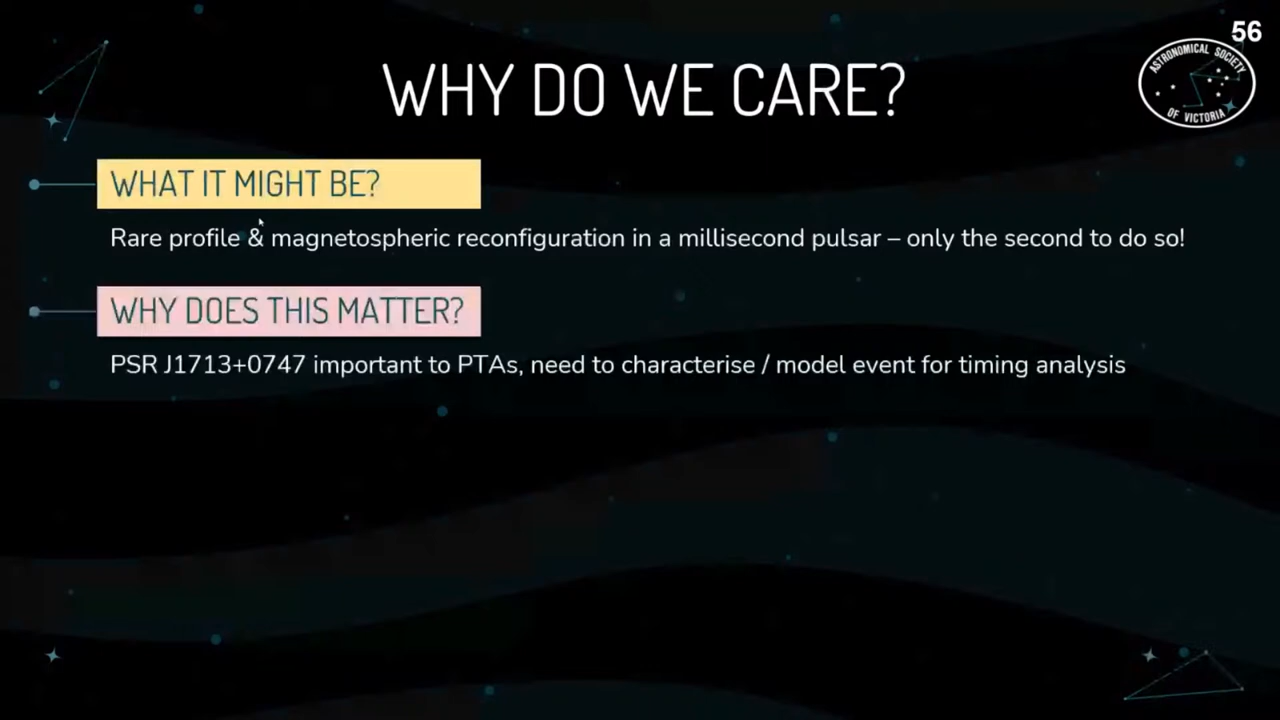 56
ASTRONOMICAL SOCIETY
OF VICTORIA
WHY DO WE CARE?
WHAT IT MIGHT BE?
Rare profile & magnetospheric reconfiguration in a millisecond pulsar – only the second to do so!
WHY DOES THIS MATTER?
PSR J1713+0747 important to PTAs, need to characterise / model event for timing analysis